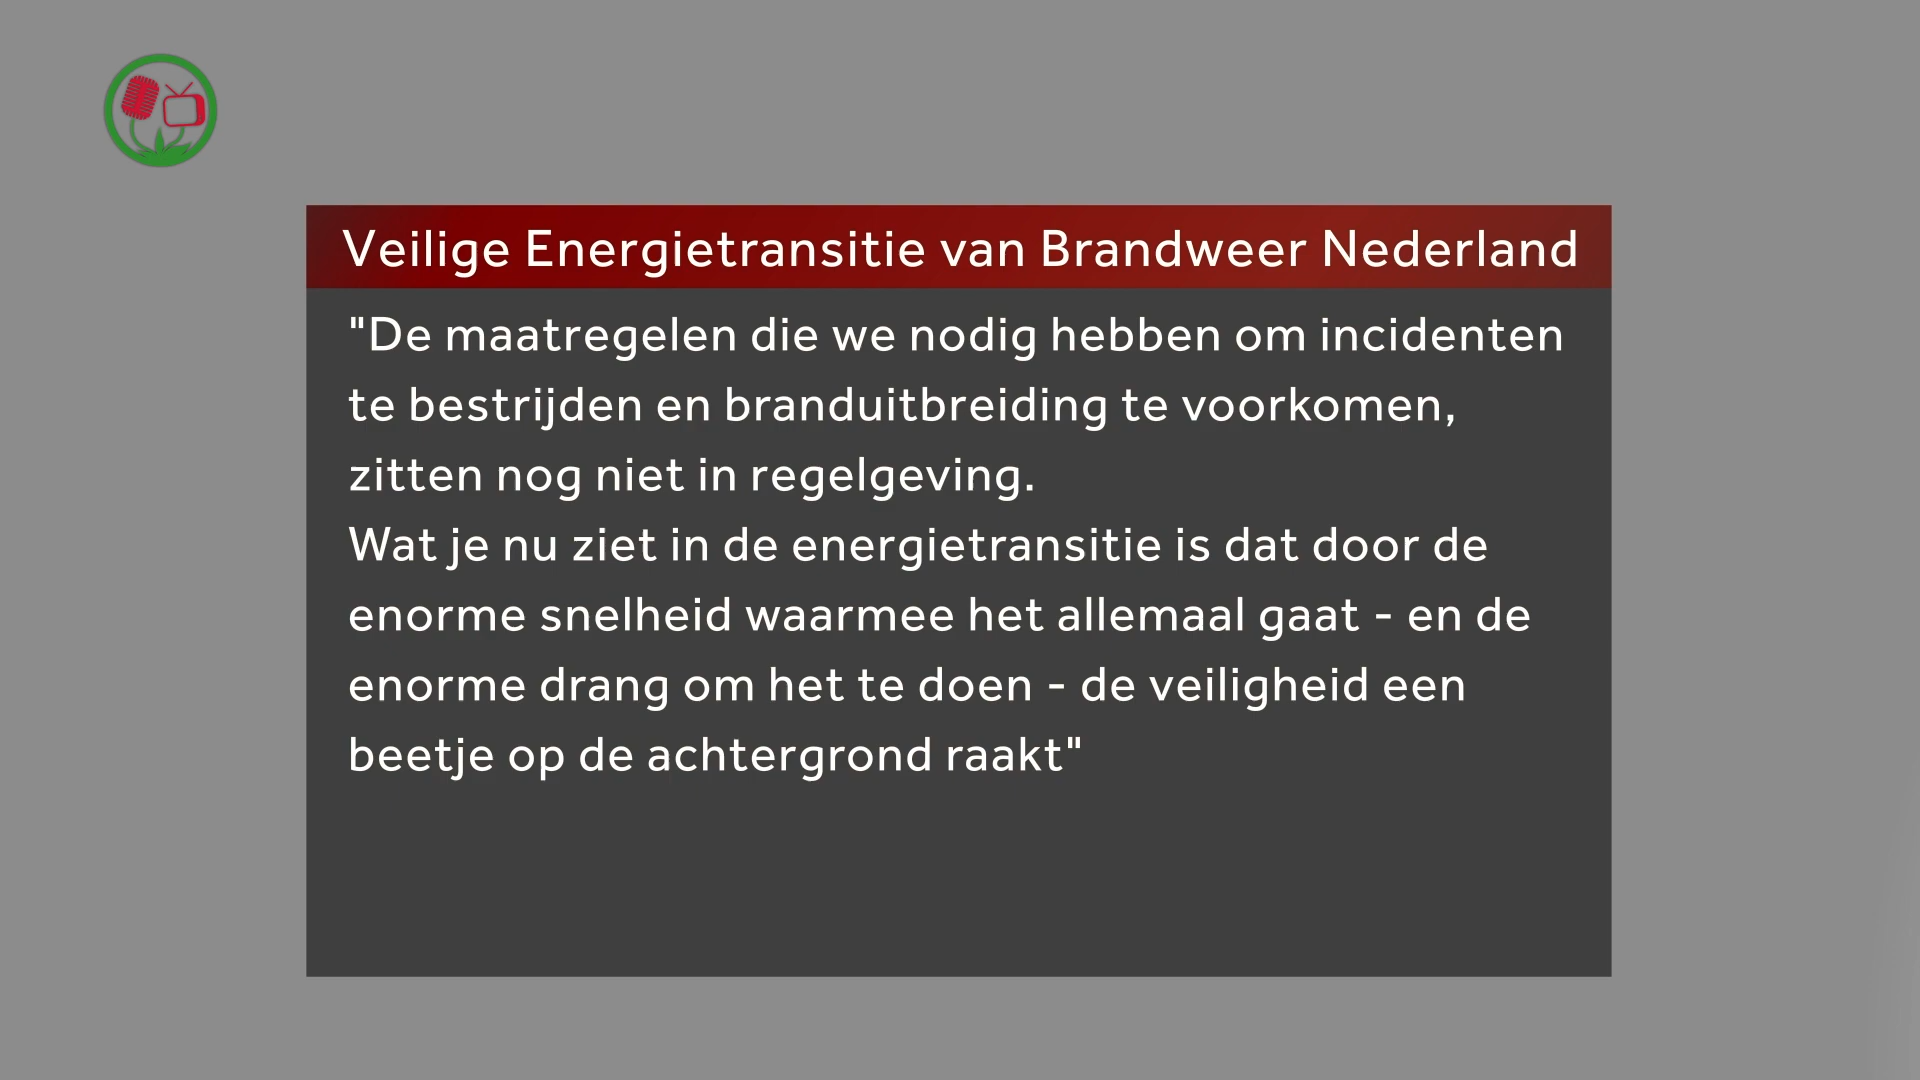 Veilige Energietransitie van Brandweer Nederland
"De maatregelen die we nodig hebben om incidenten
te bestrijden en branduitbreiding te voorkomen,
zitten nog niet in regelgeving.
Wat je nu ziet in de energietransitie is dat door de
enorme snelheid waarmee het allemaal gaat - en de
enorme drang om het te doen - de veiligheid een
beetje op de achtergrond raakt"